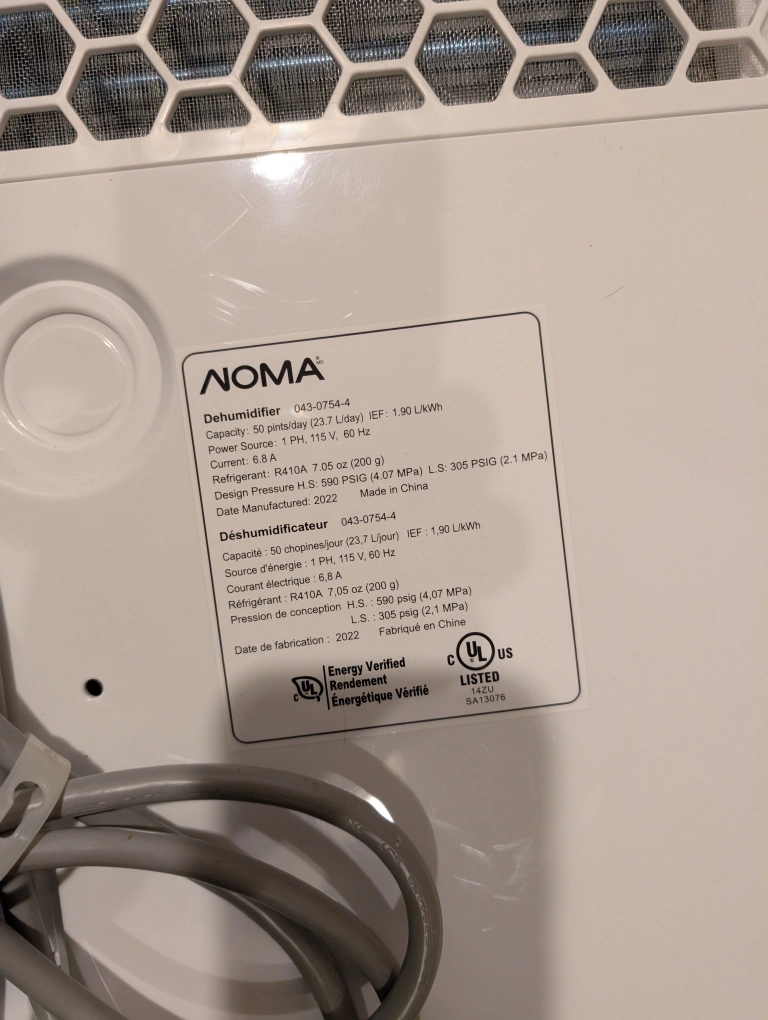 NOMA MD
Dehumidifier 043-0754-4
Capacity: 50 pints/day (23.7 L/day) IEF: 1.90 L/kWh
Power Source: 1 PH, 115 V, 60 Hz
Current: 6.8 A
Refrigerant: R410A 7.05 oz (200 g)
Design Pressure H.S: 590 PSIG (4.07 MPa) L.S: 305 PSIG (2.1 MPa)
Date Manufactured: 2022 Made in China
Déshumidificateur 043-0754-4
Capacité : 50 chopines/jour (23,7 L/jour) IEF : 1,90 L/kWh
Source d'énergie : 1 PH, 115 V, 60 Hz
Courant électrique : 6,8 A
Réfrigérant : R410A 7,05 oz (200 g)
Pression de conception H.S. : 590 psig (4,07 MPa)
L.S. : 305 psig (2,1 MPa)
Date de fabrication : 2022 Fabriqué en Chine
C UL Energy Verified
Rendement
Énergétique Vérifié
C UL US
LISTED
14ZU
SA13076